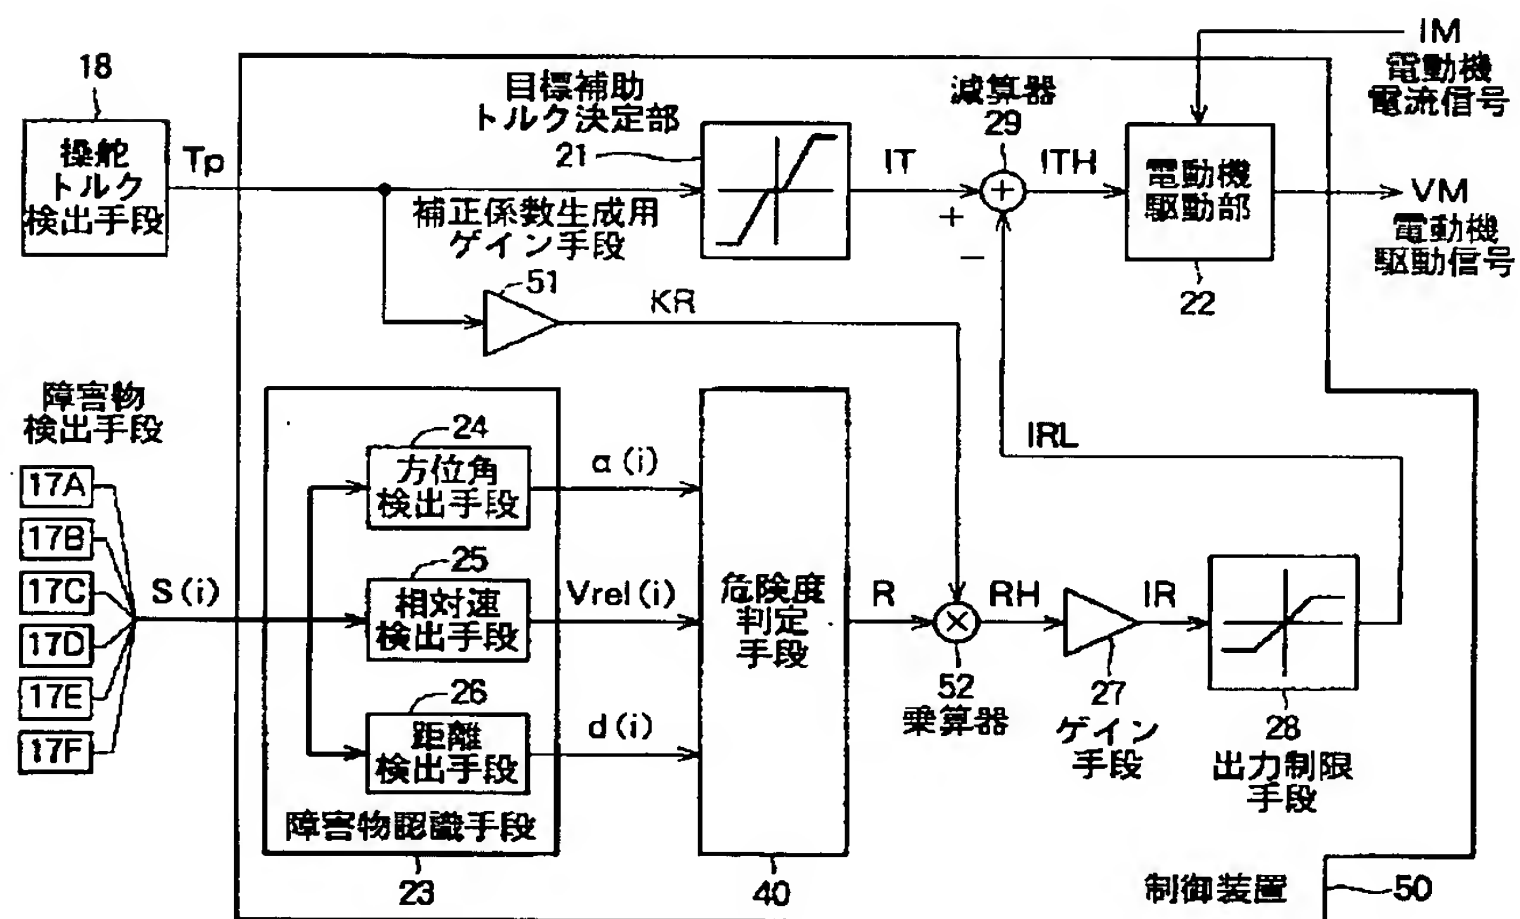 18
操舵
トルク
検出手段
Tp
目標補助
トルク決定部
21
IT
減算器
29
+
+
−
ITH
電動機
駆動部
22
IM
電動機
電流信号
VM
電動機
駆動信号
補正係数生成用
ゲイン手段
51
KR
障害物
検出手段
17A
17B
17C
17D
17E
17F
S(i)
24
方位角
検出手段
α(i)
25
相対速
検出手段
Vrel(i)
26
距離
検出手段
d(i)
障害物認識手段
23
危険度
判定
手段
40
R
×
52
乗算器
RH
27
ゲイン
手段
IR
28
出力制限
手段
IRL
制御装置
50